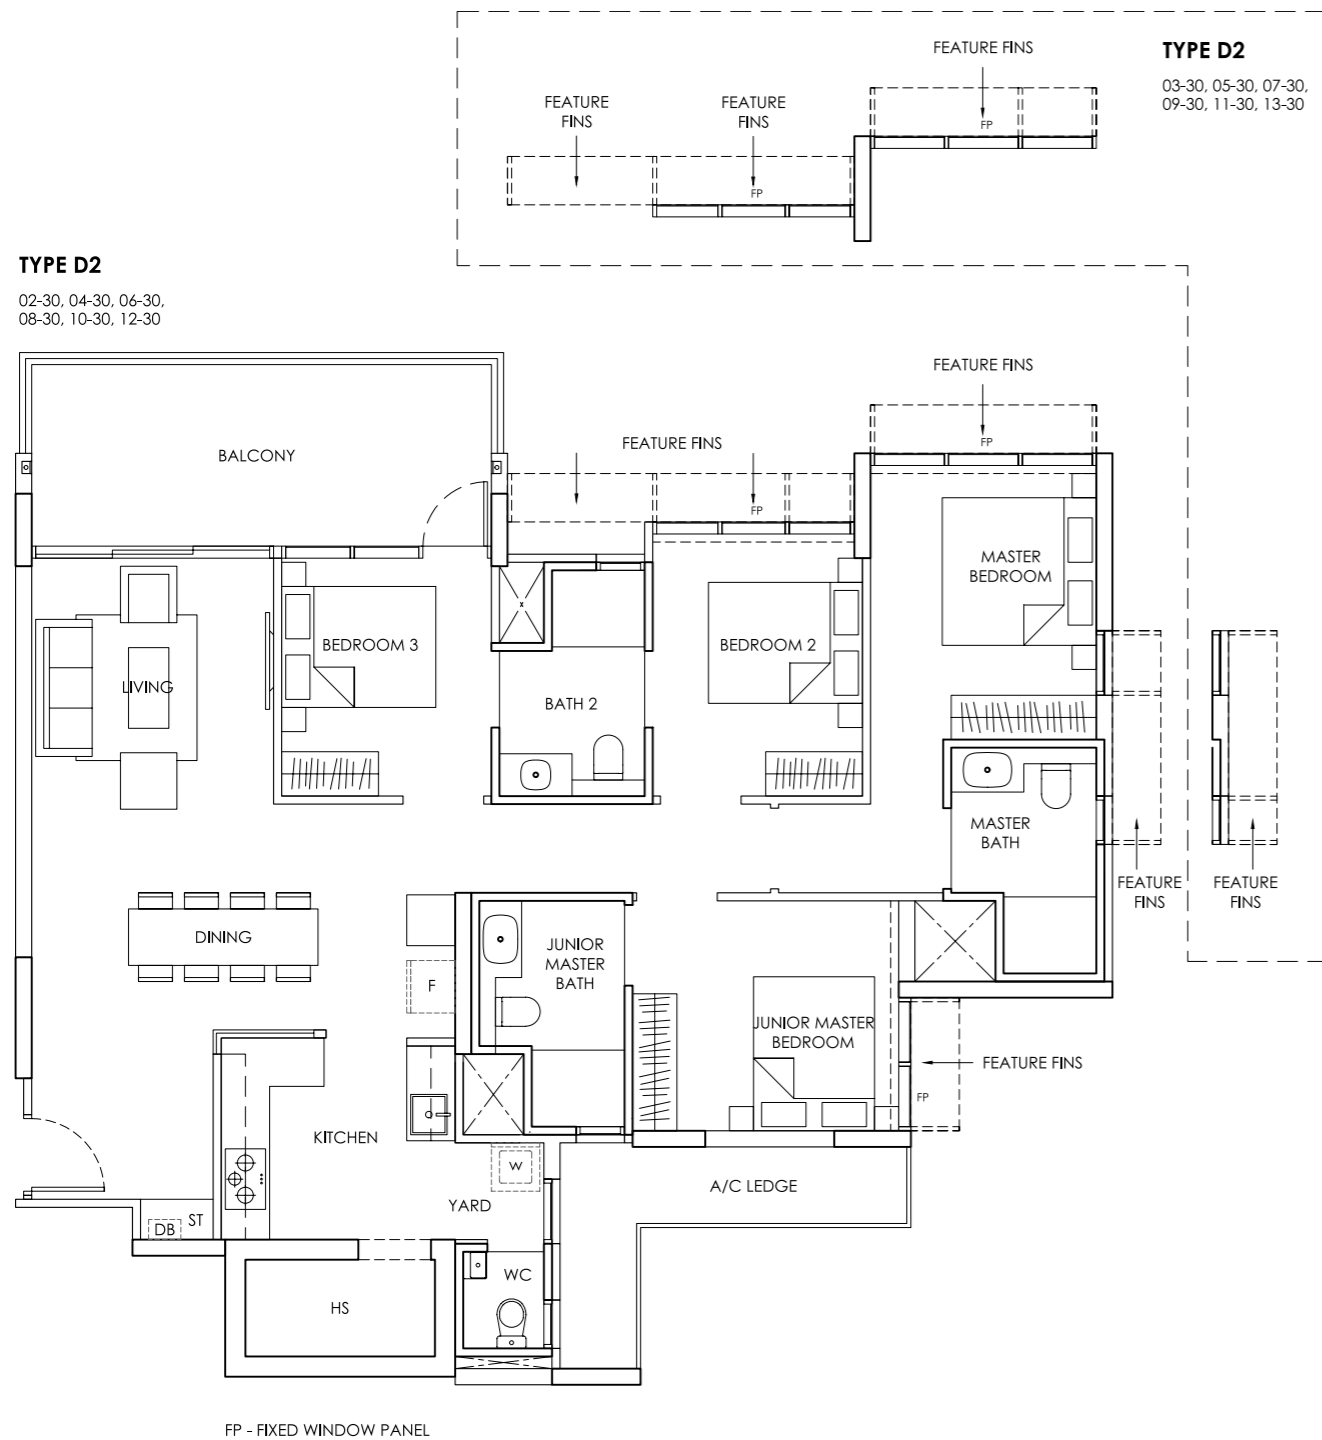 FEATURE FINS
TYPE D2
03-30, 05-30, 07-30,
09-30, 11-30, 13-30
FEATURE
FINS
FEATURE
FINS
FP
FP
TYPE D2
02-30, 04-30, 06-30,
08-30, 10-30, 12-30
FEATURE FINS
FP
BALCONY
FEATURE FINS
FP
MASTER
BEDROOM
BEDROOM 3
BEDROOM 2
LIVING
BATH 2
MASTER
BATH
FEATURE
FINS
FEATURE
FINS
DINING
JUNIOR
MASTER
BATH
F
JUNIOR MASTER
BEDROOM
FEATURE FINS
FP
KITCHEN
W
A/C LEDGE
YARD
ST
DB
WC
HS
FP - FIXED WINDOW PANEL